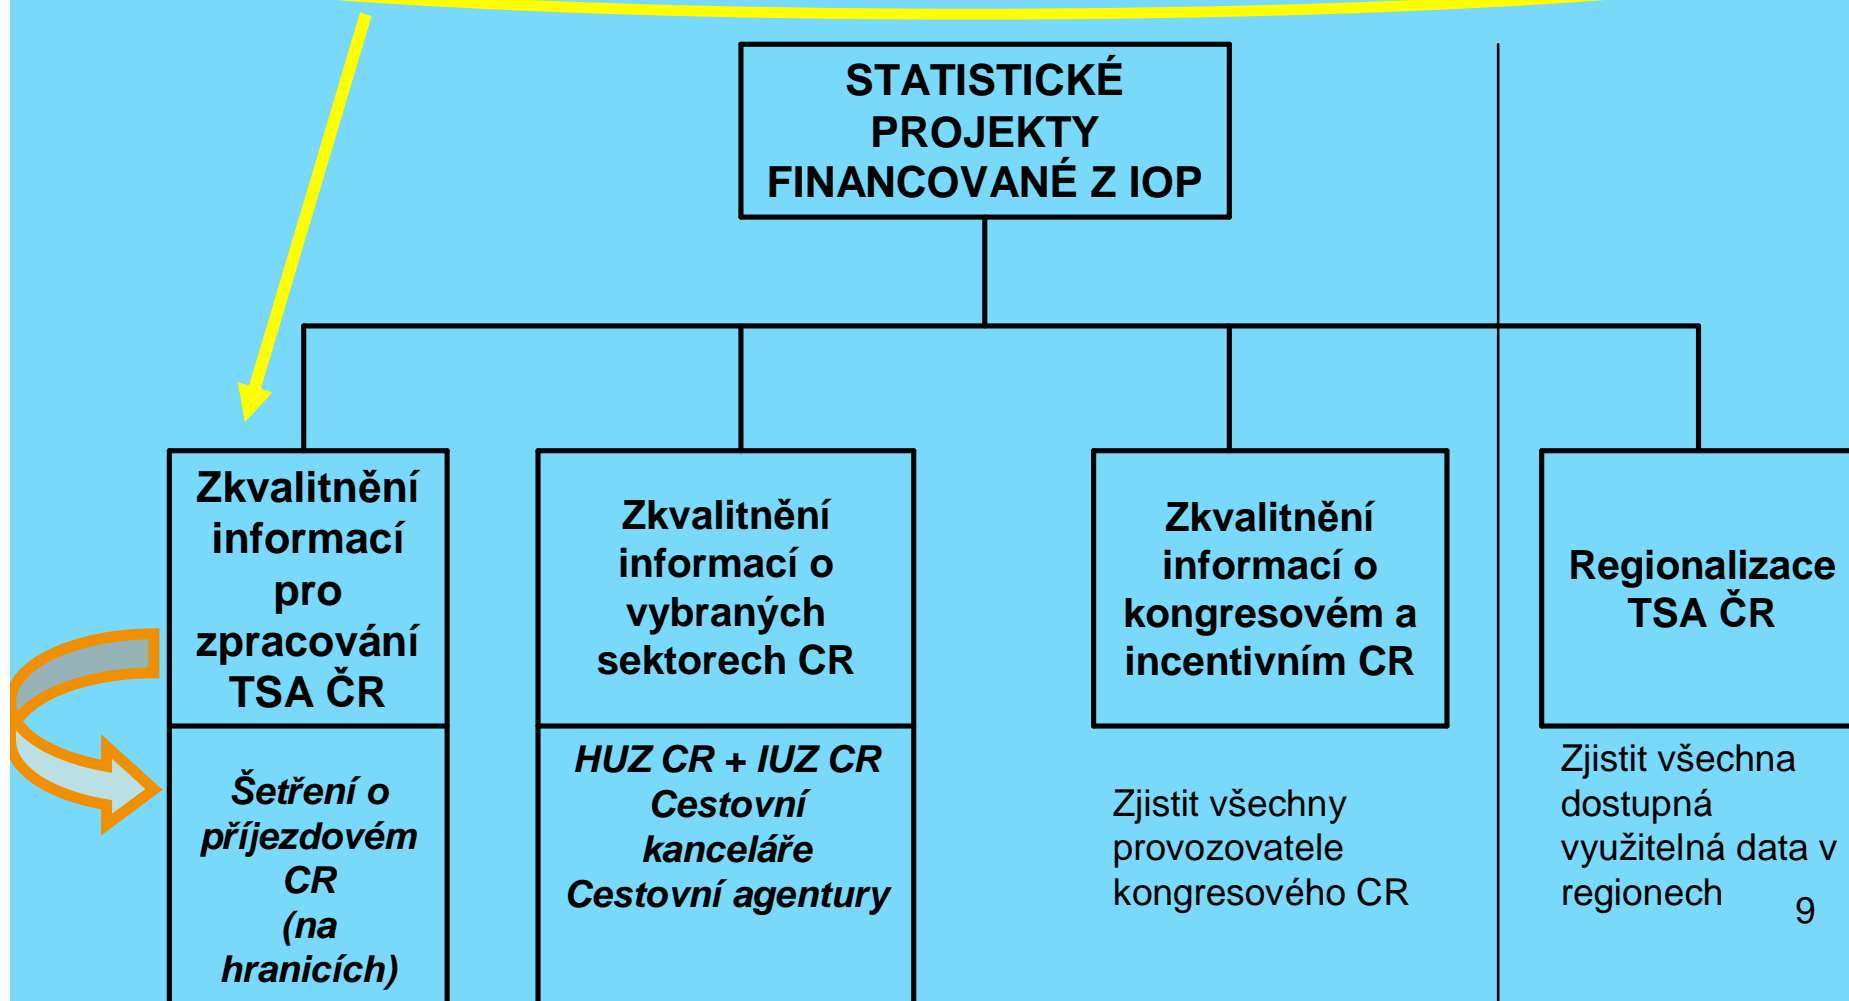 STATISTICKÉ
PROJEKTY
FINANCOVANÉ Z IOP
Zkvalitnění
informací
pro
zpracování
TSA ČR
Šetření o
příjezdovém
CR
(na
hranicích)
Zkvalitnění
informací o
vybraných
sektorech CR
HUZ CR + IUZ CR
Cestovní
kanceláře
Cestovní agentury
Zkvalitnění
informací o
kongresovém a
incentivním CR
Zjistit všechny
provozovatele
kongresového CR
Regionalizace
TSA ČR
Zjistit všechna
dostupná
využitelná data v
regionech
9